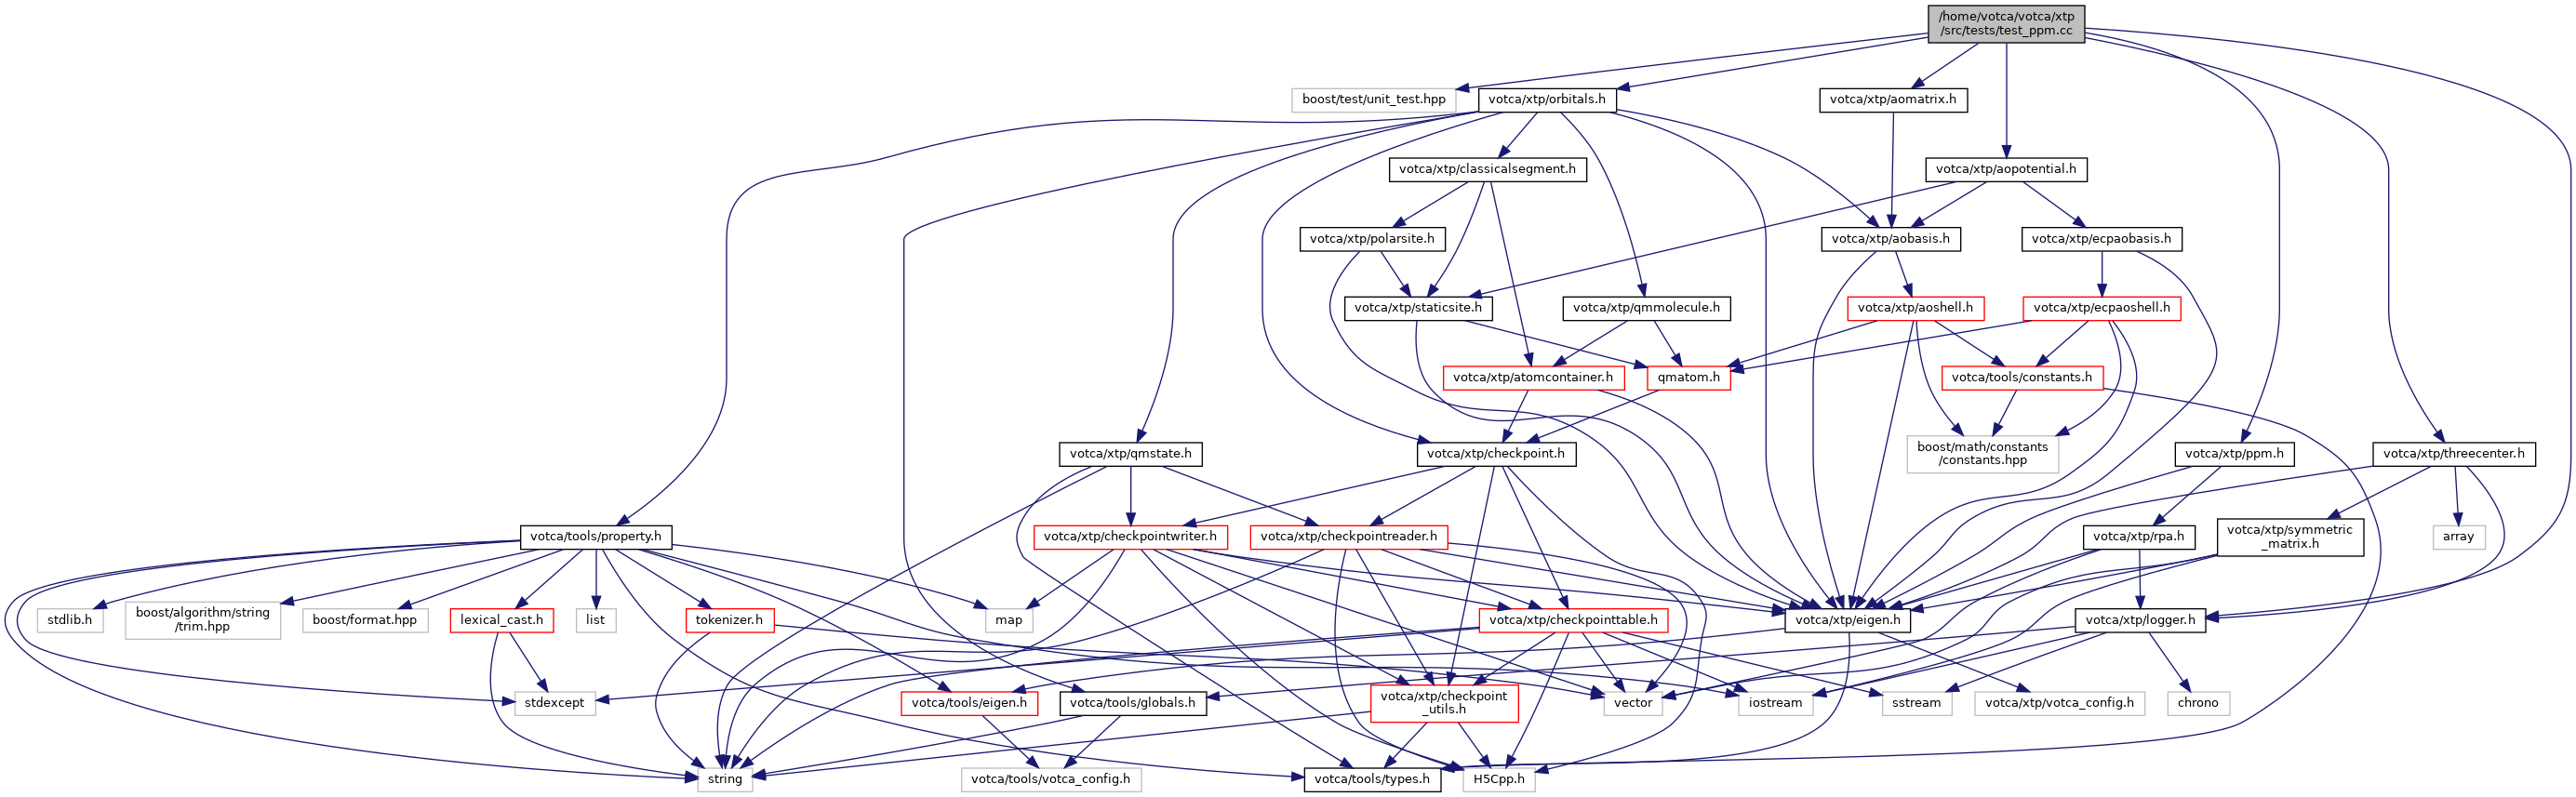 /home/votca/votca/xtp
/src/tests/test_ppm.cc
boost/test/unit_test.hpp
votca/xtp/orbitals.h
votca/xtp/aomatrix.h
votca/xtp/classicalsegment.h
votca/xtp/aopotential.h
votca/xtp/polarsite.h
votca/xtp/aobasis.h
votca/xtp/ecpaobasis.h
votca/xtp/staticsite.h
votca/xtp/qmmolecule.h
votca/xtp/aoshell.h
votca/xtp/ecpaoshell.h
votca/xtp/atomcontainer.h
qmatom.h
votca/tools/constants.h
votca/xtp/qmstate.h
votca/xtp/checkpoint.h
boost/math/constants
/constants.hpp
votca/xtp/ppm.h
votca/xtp/threecenter.h
votca/tools/property.h
votca/xtp/checkpointwriter.h
votca/xtp/checkpointreader.h
votca/xtp/rpa.h
votca/xtp/symmetric
_matrix.h
array
stdlib.h
boost/algorithm/string
/trim.hpp
boost/format.hpp
lexical_cast.h
list
tokenizer.h
map
votca/xtp/checkpointtable.h
votca/xtp/eigen.h
votca/xtp/logger.h
stdexcept
votca/tools/eigen.h
votca/tools/globals.h
votca/xtp/checkpoint
_utils.h
vector
iostream
sstream
votca/xtp/votca_config.h
chrono
string
votca/tools/votca_config.h
votca/tools/types.h
H5Cpp.h